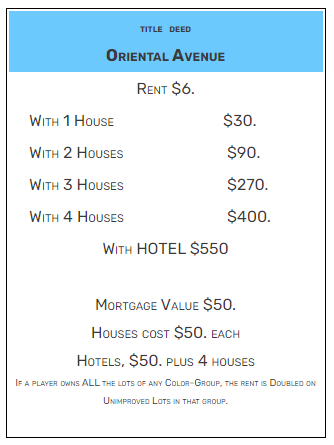 TITLE DEED
ORIENTAL AVENUE
RENT $6.
WITH 1 HOUSE $30.
WITH 2 HOUSES $90.
WITH 3 HOUSES $270.
WITH 4 HOUSES $400.
WITH HOTEL $550
MORTGAGE VALUE $50.
HOUSES COST $50. EACH
HOTELS, $50. PLUS 4 HOUSES
IF A PLAYER OWNS ALL THE LOTS OF ANY COLOR-GROUP, THE RENT IS DOUBLED ON
UNIMPROVED LOTS IN THAT GROUP.